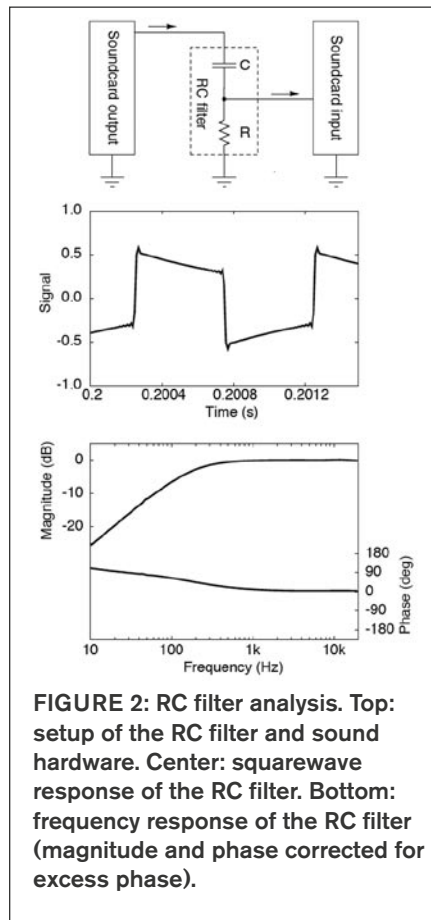 Soundcard output
RC filter
C
R
Soundcard input
Signal
1.0
0.5
0.0
-0.5
-1.0
0.2
0.2004
0.2008
0.2012
Time (s)
Magnitude (dB)
0
-10
-20
180
90
0
-90
-180
Phase (deg)
10
100
1k
10k
Frequency (Hz)
FIGURE 2: RC filter analysis. Top:
setup of the RC filter and sound
hardware. Center: squarewave
response of the RC filter. Bottom:
frequency response of the RC filter
(magnitude and phase corrected for
excess phase).